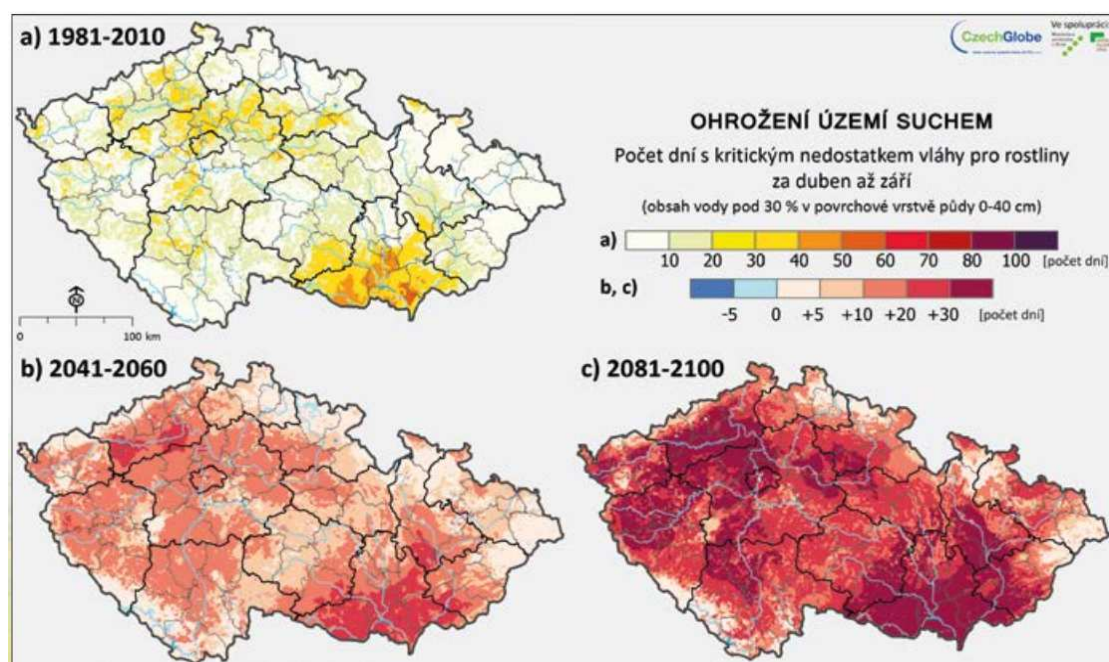 a) 1981-2010
CzechGlobe
Ve spolupráci:
OHROŽENÍ ÚZEMÍ SUCHEM
Počet dní s kritickým nedostatkem vláhy pro rostliny
za duben až září
(obsah vody pod 30 % v povrchové vrstvě půdy 0-40 cm)
a)
10 20 30 40 50 60 70 80 100 [počet dní]
b, c)
-5 0 +5 +10 +20 +30 [počet dní]
N
0 100 km
b) 2041-2060
c) 2081-2100